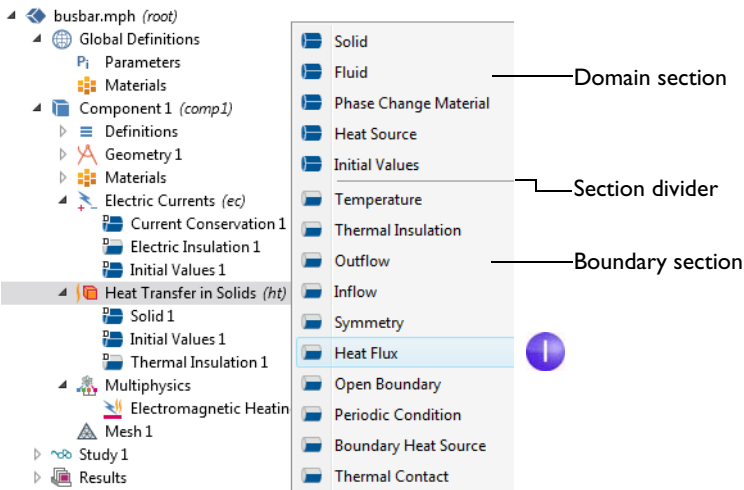 busbar.mph (root)
Global Definitions
Pi Parameters
Materials
Component 1 (comp1)
Definitions
Geometry 1
Materials
Electric Currents (ec)
D Current Conservation 1
D Electric Insulation 1
D Initial Values 1
Heat Transfer in Solids (ht)
D Solid 1
D Initial Values 1
D Thermal Insulation 1
Multiphysics
Electromagnetic Heatin
Mesh 1
Study 1
Results
Solid
Fluid
Phase Change Material
Heat Source
Initial Values
Temperature
Thermal Insulation
Outflow
Inflow
Symmetry
Heat Flux
Open Boundary
Periodic Condition
Boundary Heat Source
Thermal Contact
Domain section
Section divider
Boundary section
1